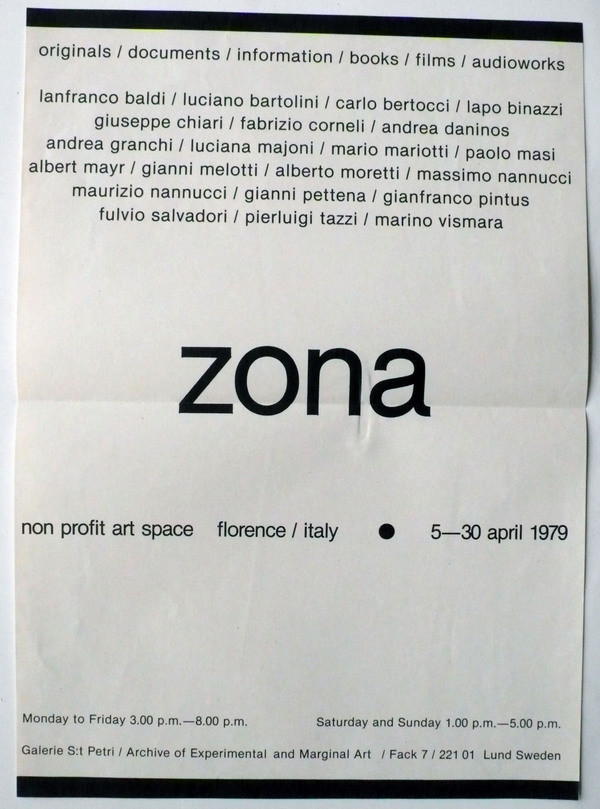 originals / documents / information / books / films / audioworks
lanfranco baldi / luciano bartolini / carlo bertocci / lapo binazzi
giuseppe chiari / fabrizio corneli / andrea daninos
andrea granchi / luciana majoni / mario mariotti / paolo masi
albert mayr / gianni melotti / alberto moretti / massimo nannucci
maurizio nannucci / gianni pettena / gianfranco pintus
fulvio salvadori / pierluigi tazzi / marino vismara
zona
non profit art space florence / italy ● 5—30 april 1979
Monday to Friday 3.00 p.m.—8.00 p.m. Saturday and Sunday 1.00 p.m.—5.00 p.m.
Galerie S:t Petri / Archive of Experimental and Marginal Art / Fack 7 / 221 01 Lund Sweden